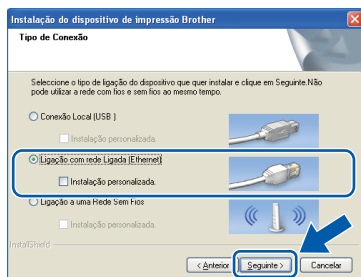 Instalação do dispositivo de impressão Brother
Tipo de Conexão
Seleccione o tipo de ligação do dispositivo que quer instalar e clique em Seguinte.Não
pode utilizar a rede com fios e sem fios ao mesmo tempo.
Conexão Local (USB )
Instalação personalizada.
Ligação com rede Ligada (Ethernet)
Instalação personalizada.
Ligação a uma Rede Sem Fios
Instalação personalizada.
InstallShield
< Anterior
Seguinte >
Cancelar